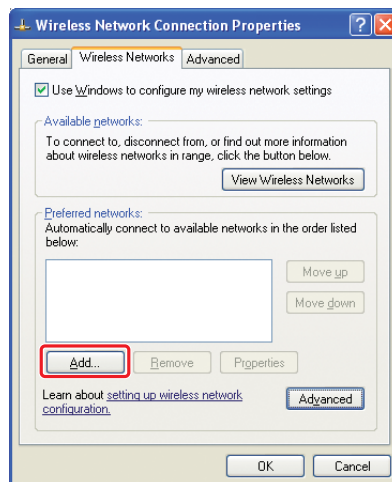 Wireless Network Connection Properties
General Wireless Networks Advanced
Use Windows to configure my wireless network settings
Available networks:
To connect to, disconnect from, or find out more information
about wireless networks in range, click the button below.
View Wireless Networks
Preferred networks:
Automatically connect to available networks in the order listed
below:
Move up
Move down
Add... Remove Properties
Learn about setting up wireless network
configuration.
Advanced
OK Cancel